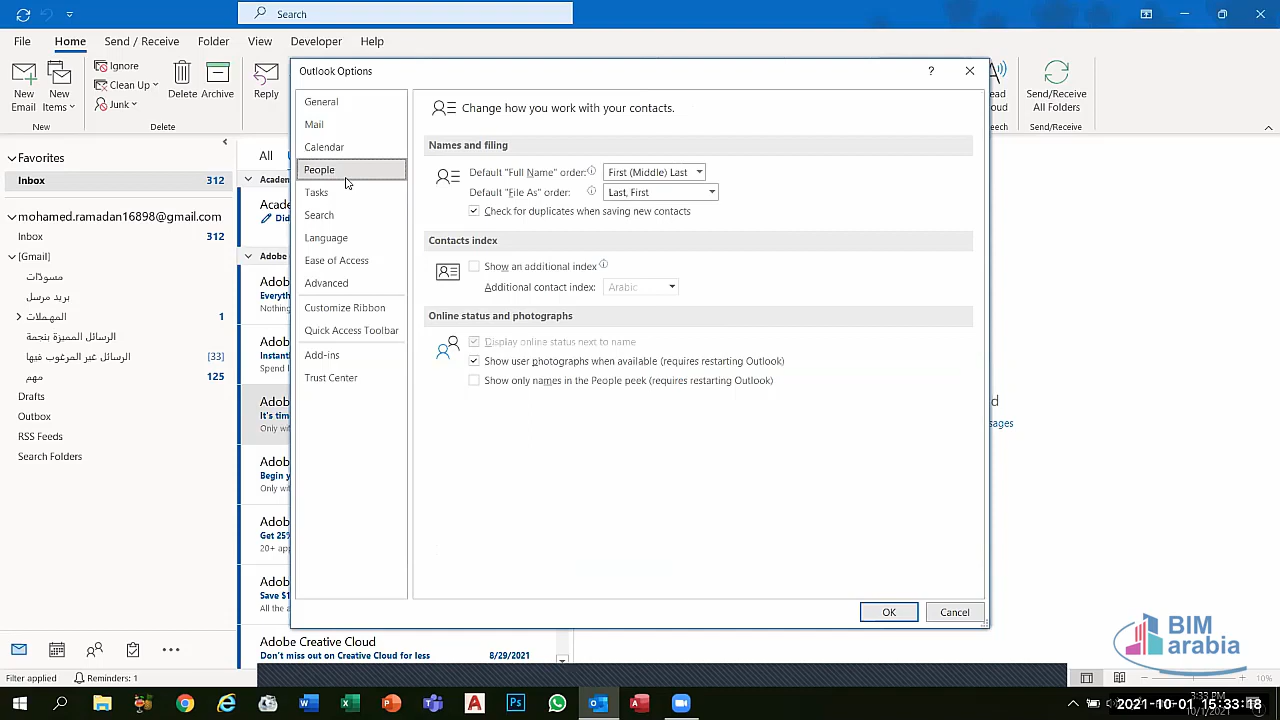 Search
File Home Send / Receive Folder View Developer Help
New Email
New Items
Ignore
Clean Up
Junk
Delete Archive
Reply
Send/Receive All Folders
New
Delete
Send/Receive
Outlook Options
?
General
Mail
Calendar
People
Tasks
Search
Language
Ease of Access
Advanced
Customize Ribbon
Quick Access Toolbar
Add-ins
Trust Center
Change how you work with your contacts.
Names and filing
Default "Full Name" order: First (Middle) Last
Default "File As" order: Last, First
Check for duplicates when saving new contacts
Contacts index
Show an additional index
Additional contact index: Arabic
Online status and photographs
Display online status next to name
Show user photographs when available (requires restarting Outlook)
Show only names in the People peek (requires restarting Outlook)
OK Cancel
Favorites
Inbox 312
mohamed.ramadan16898@gmail.com
Inbox 312
[Gmail]
مسودّات
بريد مرسل
المهملات 1
الرسائل المميزة بنجمة
الرسائل غير المرغوب فيها [33]
مهم 125
Drafts
Outbox
RSS Feeds
Search Folders
All
Adobe Creative Cloud
Don't miss out on Creative Cloud for less 8/29/2021
Filter applied Reminders: 1
10%
BIM
arabia
3:33 PM
10/1/2021
2021-10-01 15:33:18